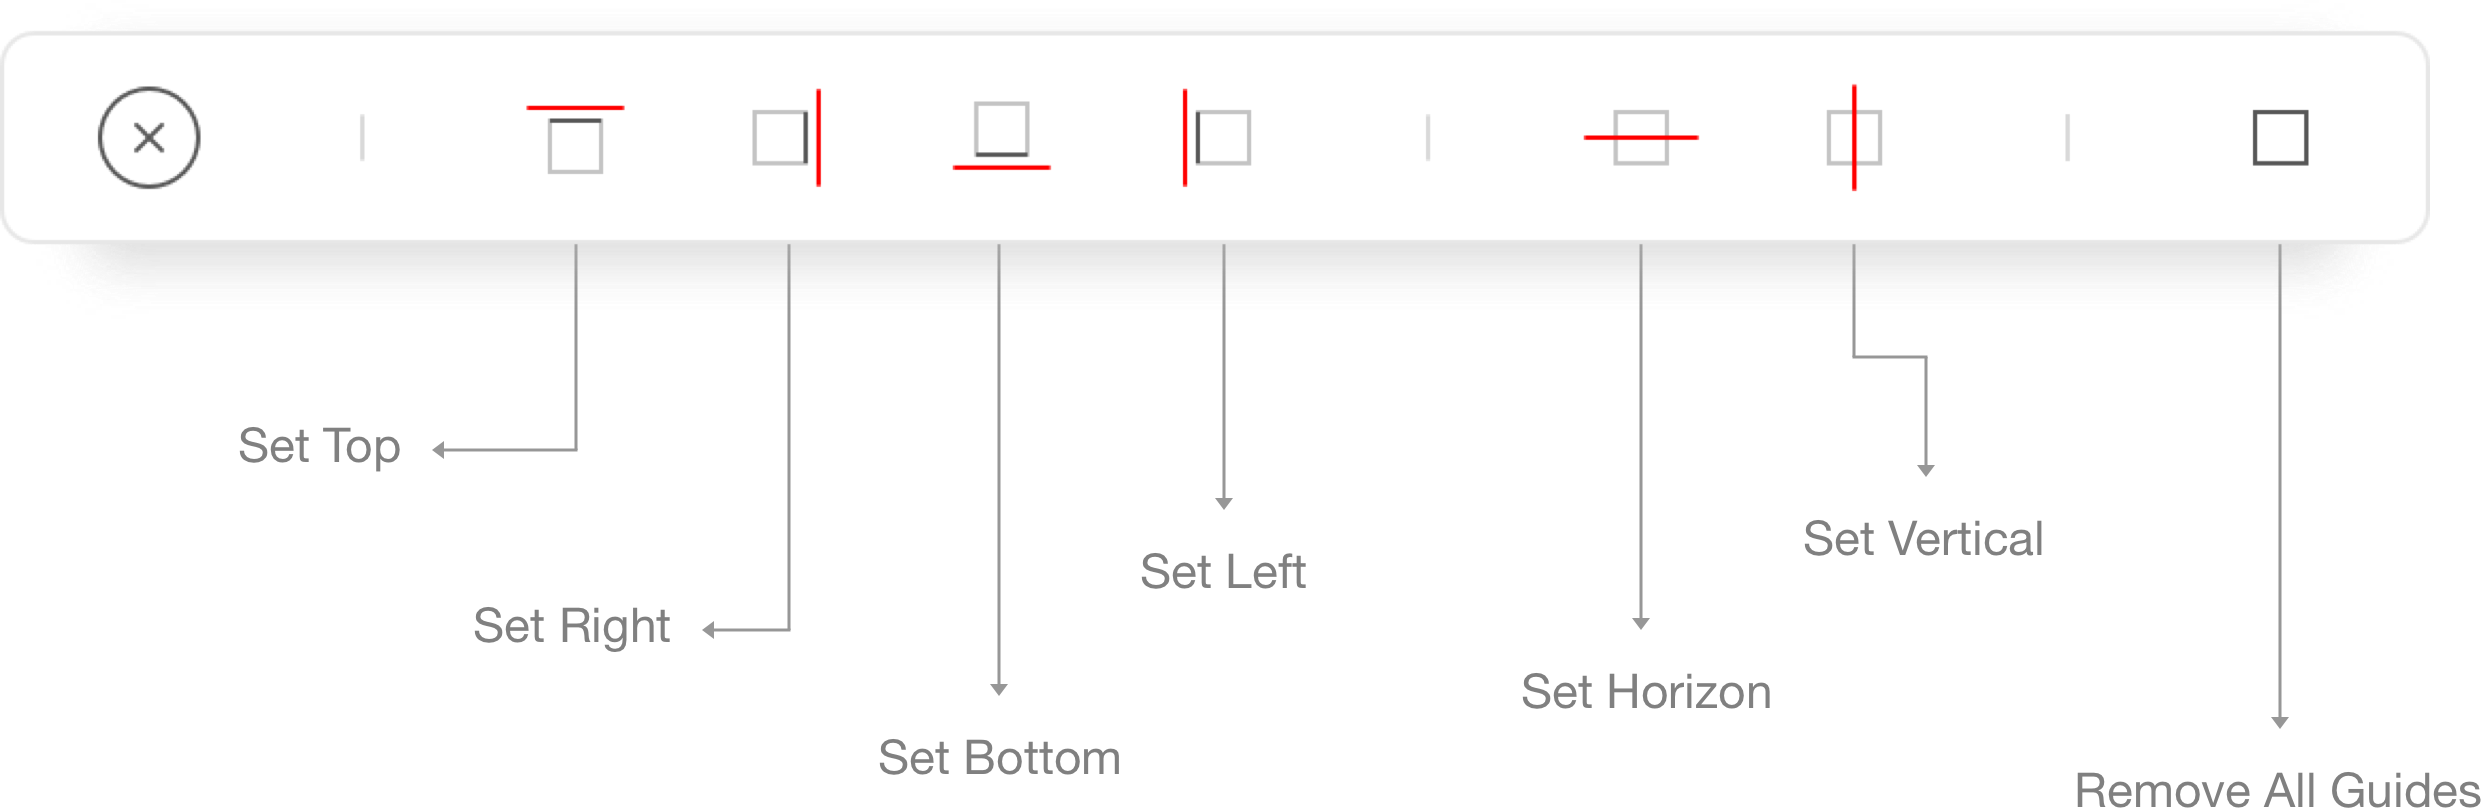 Set Top
Set Right
Set Bottom
Set Left
Set Horizon
Set Vertical
Remove All Guides